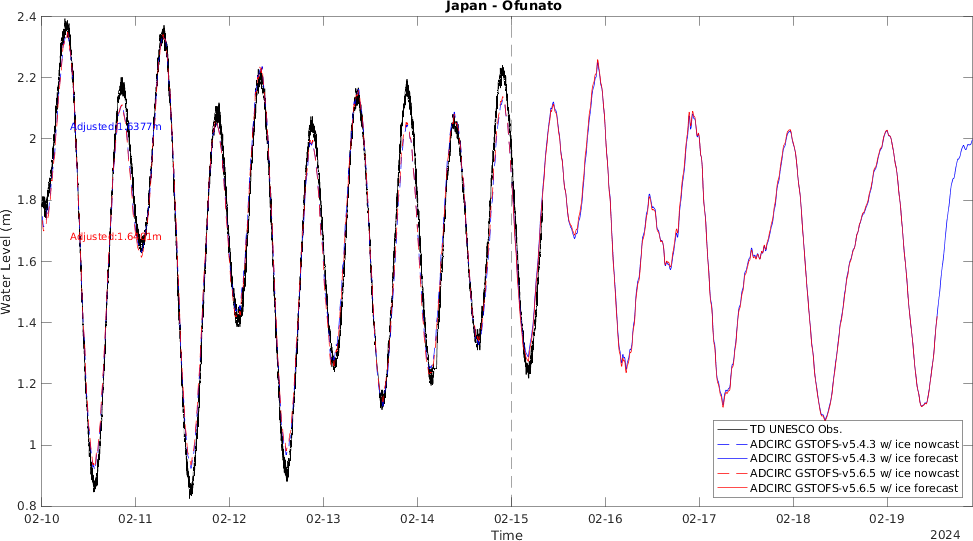 Japan - Ofunato
2.4
2.2
2
1.8
1.6
1.4
1.2
1
0.8
Water Level (m)
Adjusted:1.6377m
TD UNESCO Obs.
ADCIRC GSTOFS-v5.4.3 w/ ice nowcast
ADCIRC GSTOFS-v5.4.3 w/ ice forecast
ADCIRC GSTOFS-v5.6.5 w/ ice nowcast
ADCIRC GSTOFS-v5.6.5 w/ ice forecast
02-10
02-11
02-12
02-13
02-14
02-15
02-16
02-17
02-18
02-19
Time
2024